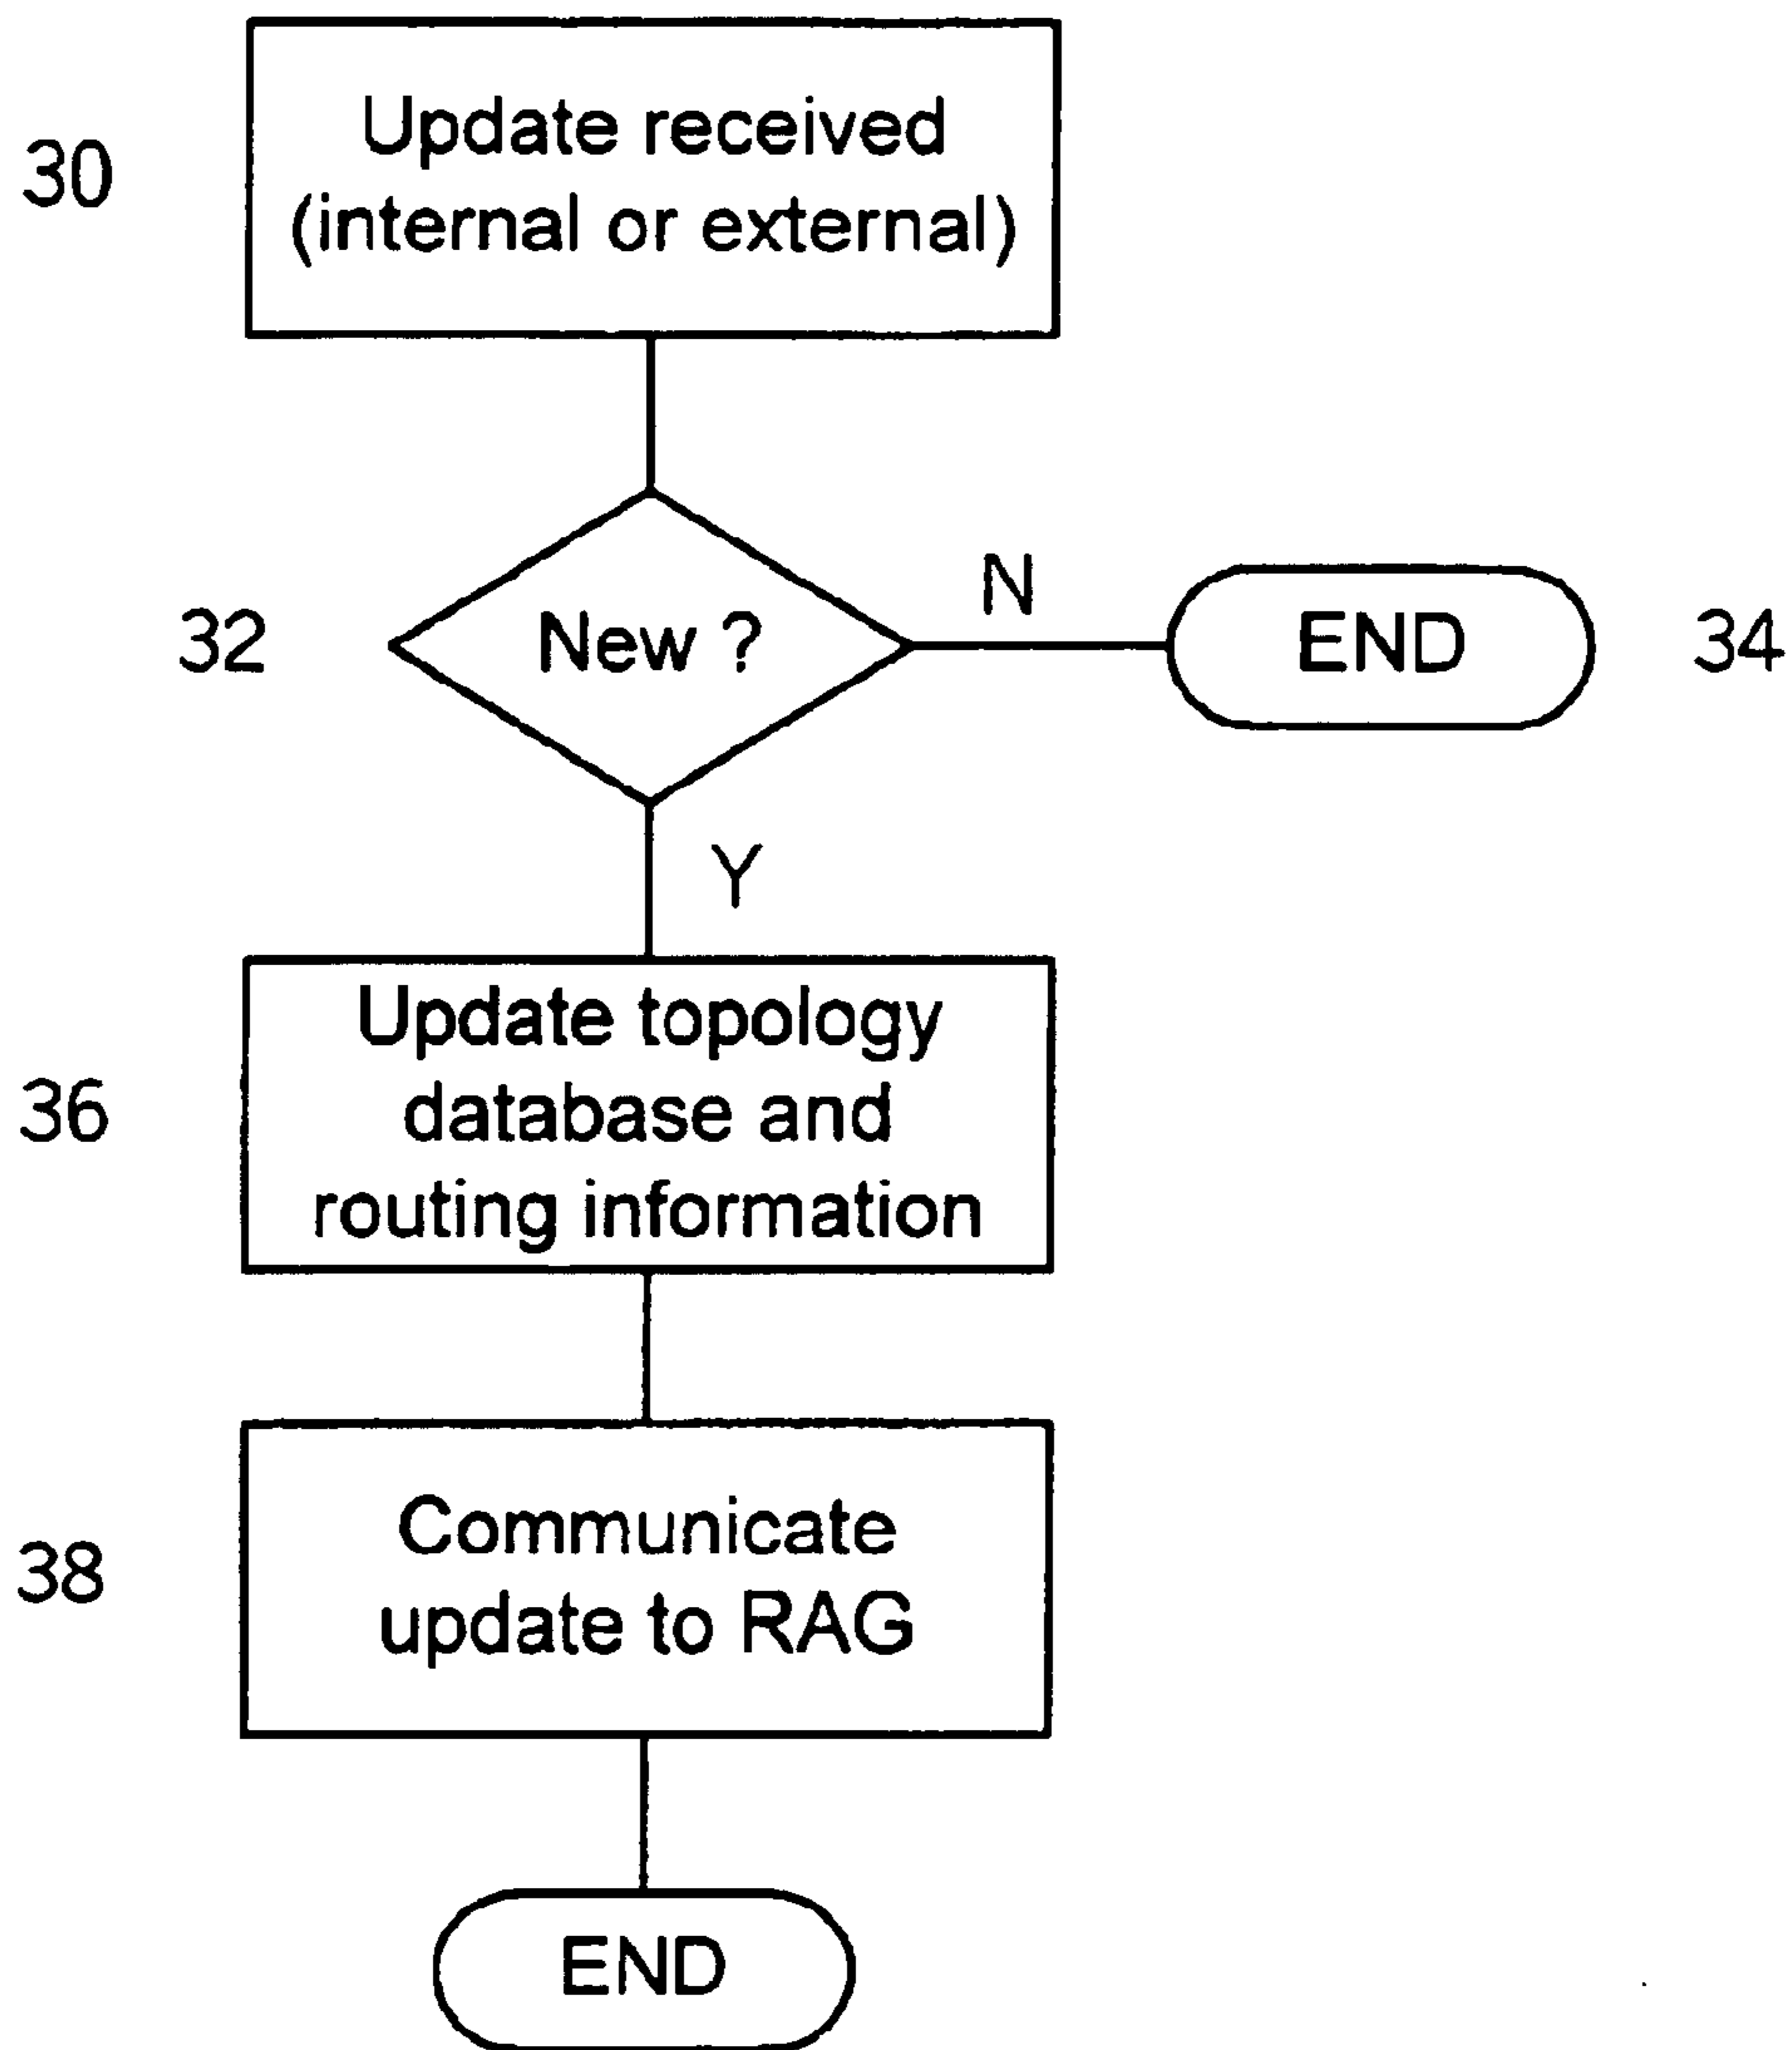 30
Update received
(internal or external)
32
New ?
N
END
34
Y
36
Update topology
database and
routing information
38
Communicate
update to RAG
END